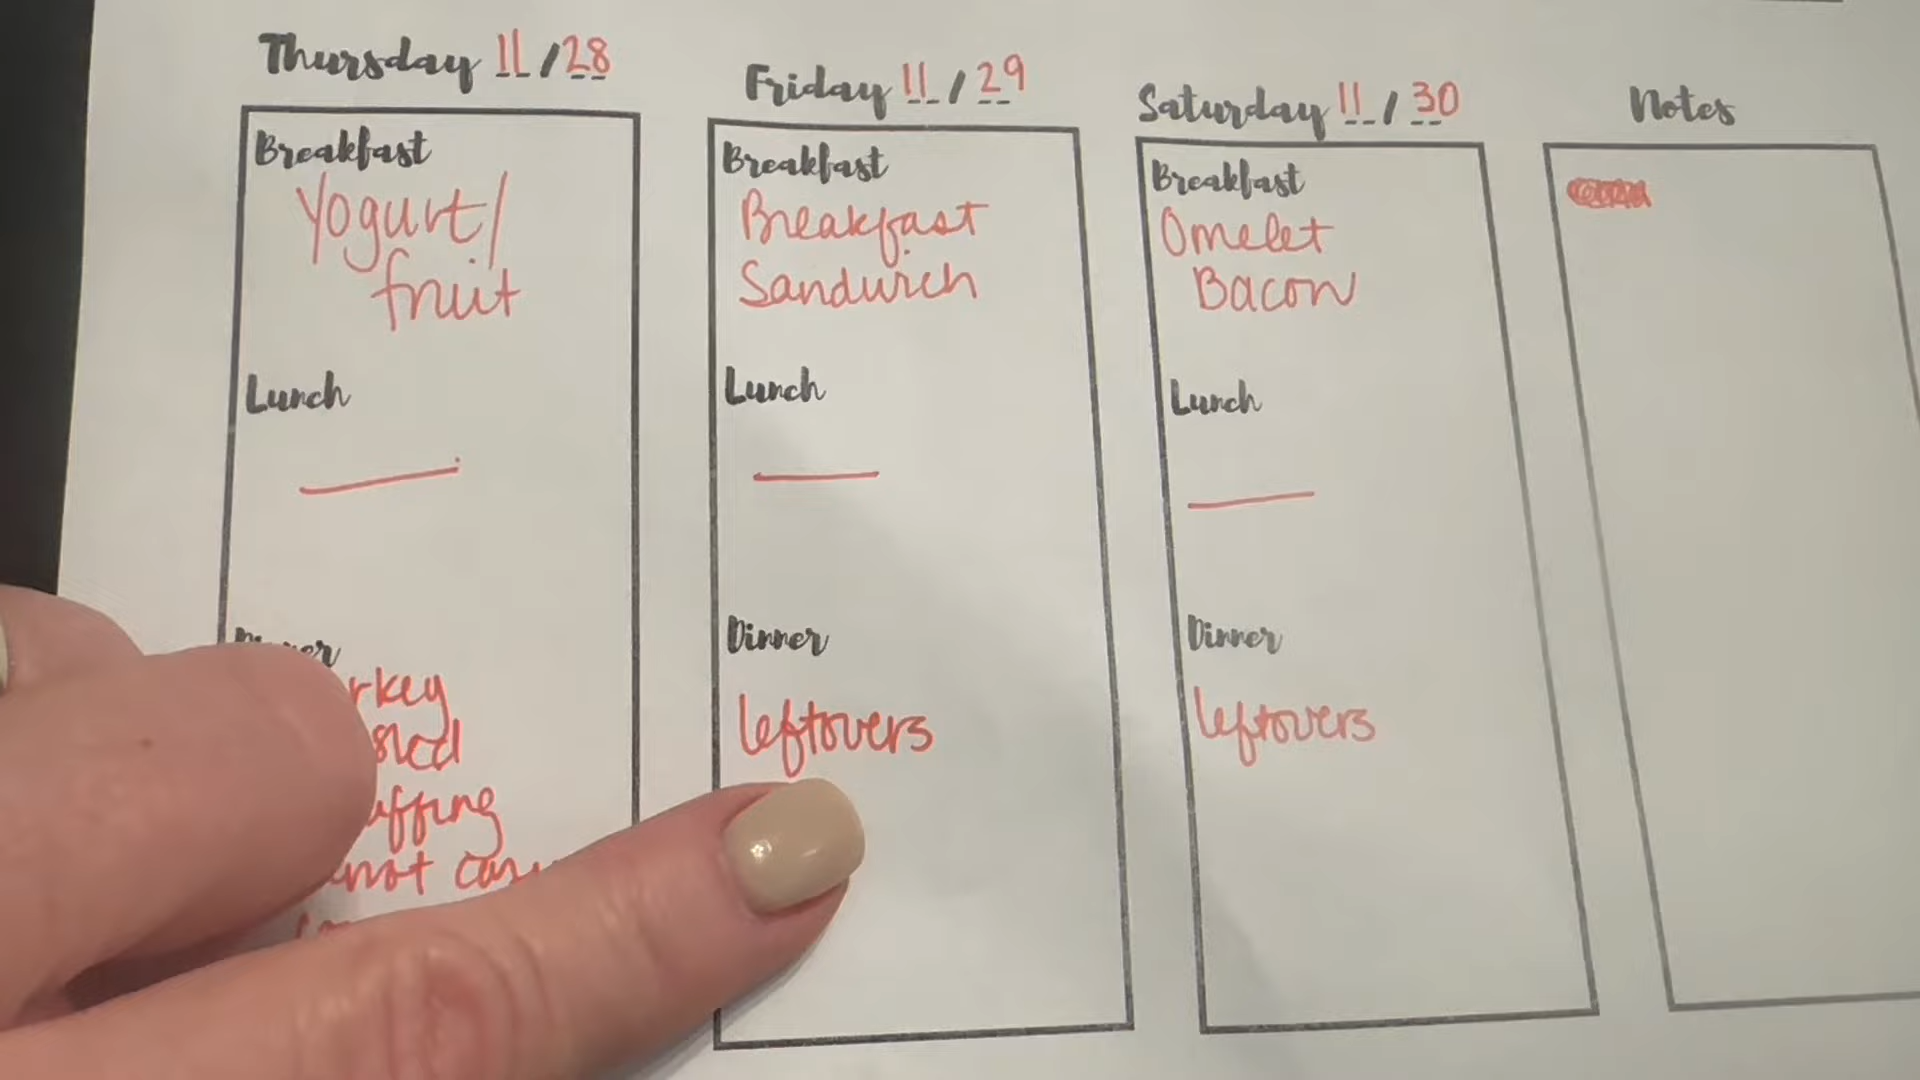 Thursday 11/28
Breakfast
Yogurt/
fruit
Lunch
Friday 11/29
Breakfast
Breakfast
Sandwich
Lunch
Dinner
leftovers
Saturday 11/30
Breakfast
Omelet
Bacon
Lunch
Dinner
leftovers
Notes